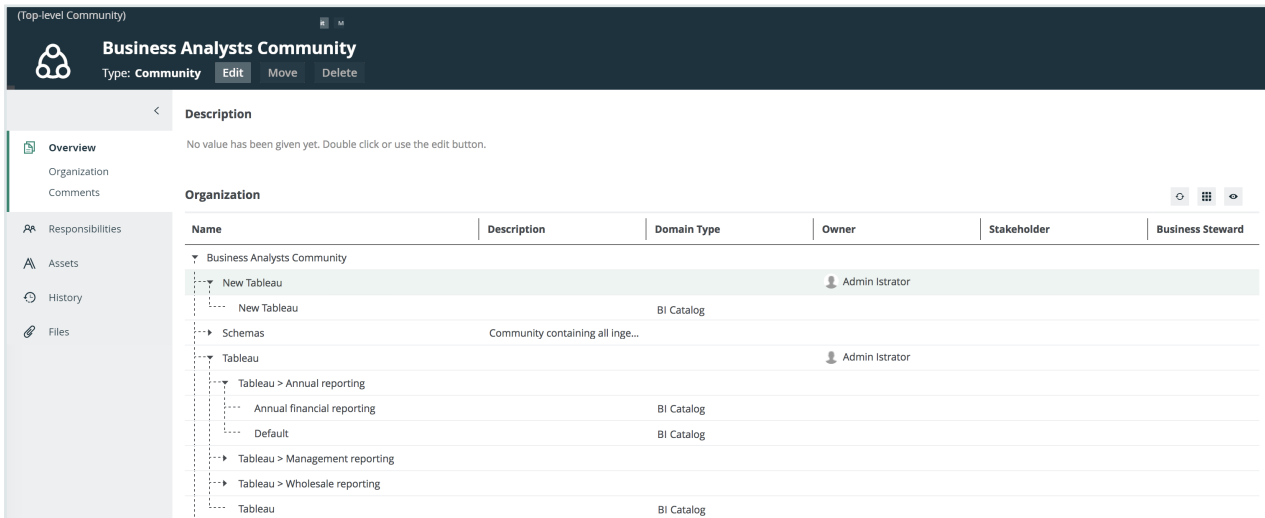 (Top-level Community)
Business Analysts Community
Type: Community Edit Move Delete
Description
No value has been given yet. Double click or use the edit button.
Overview
Organization
Comments
Responsibilities
Assets
History
Files
Organization
Name Description Domain Type Owner Stakeholder Business Steward
Business Analysts Community
New Tableau Admin Istrator
New Tableau BI Catalog
Schemas Community containing all inge...
Tableau Admin Istrator
Tableau > Annual reporting
Annual financial reporting BI Catalog
Default BI Catalog
Tableau > Management reporting
Tableau > Wholesale reporting
Tableau BI Catalog